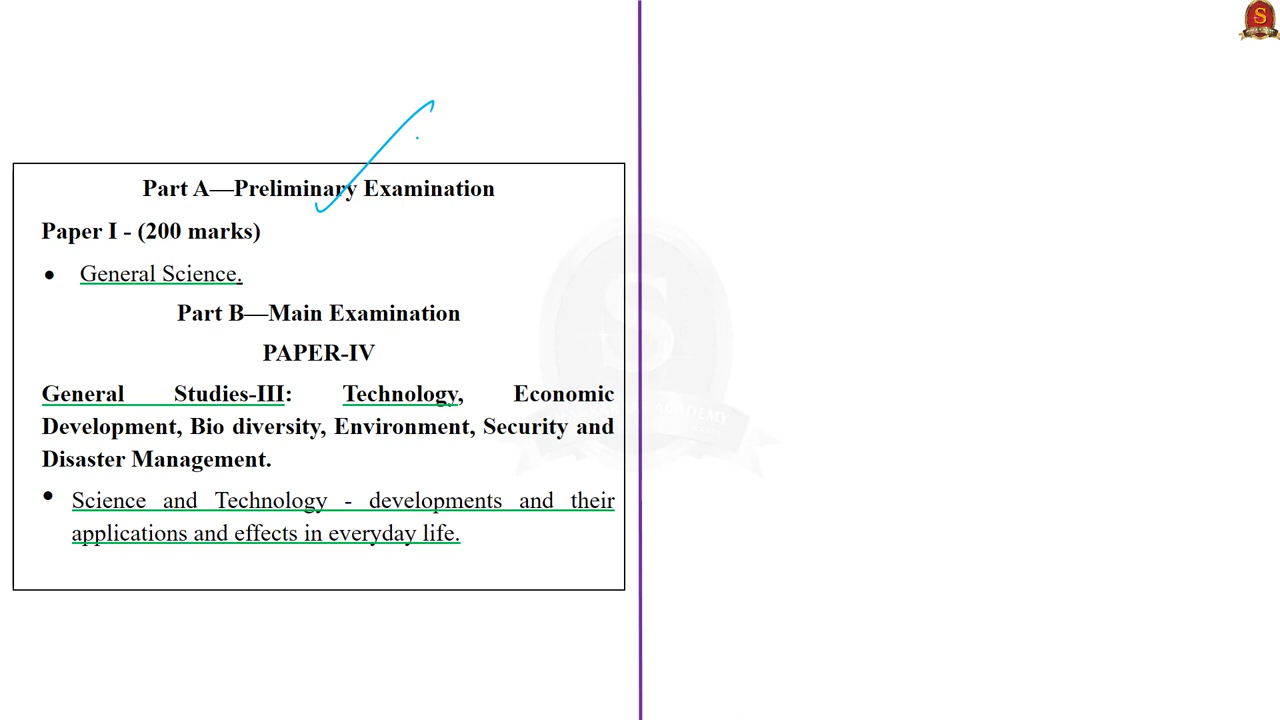 Part A—Preliminary Examination
Paper I - (200 marks)
• General Science.
Part B—Main Examination
PAPER-IV
General Studies-III: Technology, Economic
Development, Bio diversity, Environment, Security and
Disaster Management.
• Science and Technology - developments and their
applications and effects in everyday life.
S
S
ACADEMY